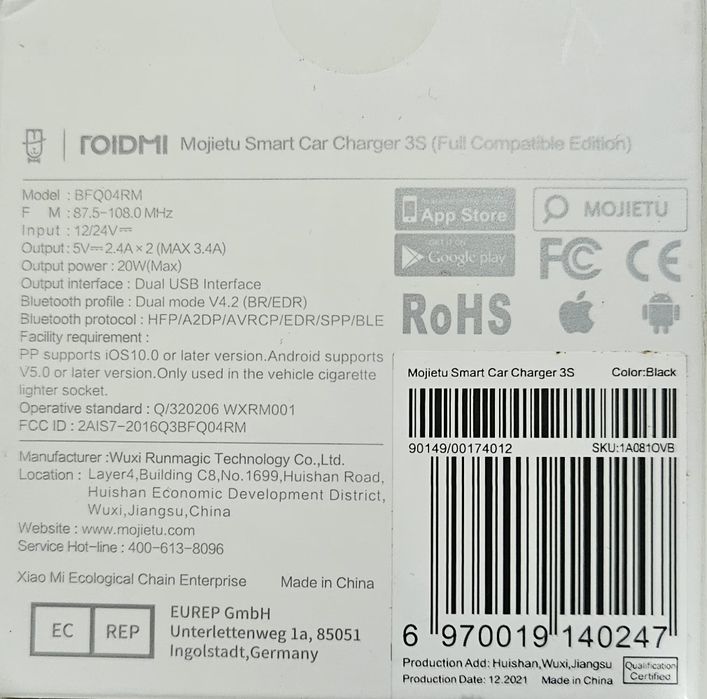 ROIDMI Mojietu Smart Car Charger 3S (Full Compatible Edition)
Model : BFQ04RM
F M :87.5-108.0 MHz
Input : 12/24V⎓
Output : 5V⎓2.4A × 2 (MAX 3.4A)
Output power : 20W(Max)
Output interface : Dual USB Interface
Bluetooth profile : Dual mode V4.2 (BR/EDR)
Bluetooth protocol : HFP/A2DP/AVRCP/EDR/SPP/BLE
Facility requirement :
PP supports iOS10.0 or later version.Android supports
V5.0 or later version.Only used in the vehicle cigarette
lighter socket.
Operative standard : Q/320206 WXRM001
FCC ID : 2AIS7-2016Q3BFQ04RM
App Store
MOJIETU
GET IT ON
Google play
FC CE
RoHS
Manufacturer :Wuxi Runmagic Technology Co.,Ltd.
Location : Layer4,Building C8,No.1699,Huishan Road,
Huishan Economic Development District,
Wuxi,Jiangsu,China
Website : www.mojietu.com
Service Hot-line : 400-613-8096
Xiao Mi Ecological Chain Enterprise Made in China
EC REP
EUREP GmbH
Unterlettenweg 1a, 85051
Ingolstadt,Germany
Mojietu Smart Car Charger 3S Color:Black
90149/00174012 SKU:1A081OVB
6 970019 140247
Production Add: Huishan,Wuxi,Jiangsu
Production Date: 12.2021 Made in China
Qualification
Certified